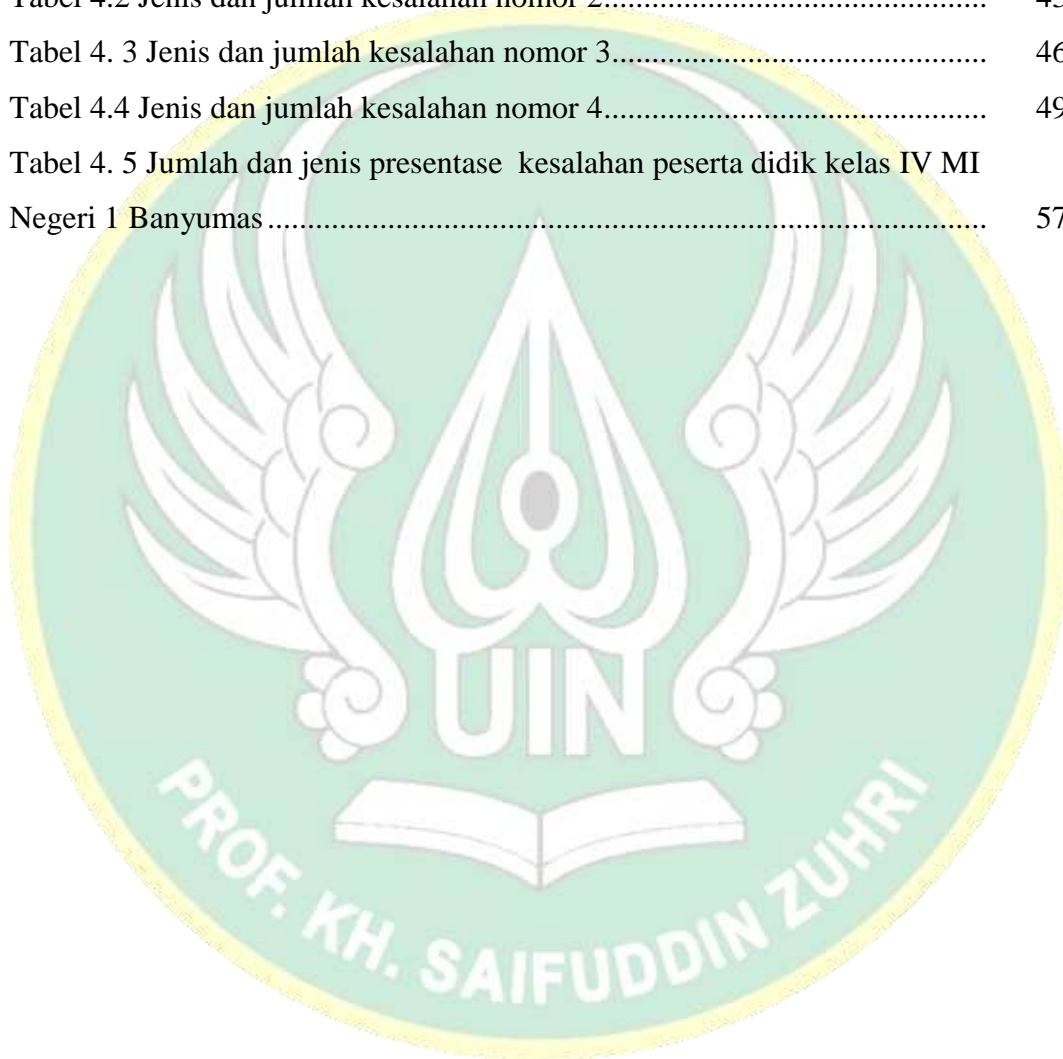 Tabel 4.2 Jenis dan jumlah kesalahan nomor 2....................................................
Tabel 4. 3 Jenis dan jumlah kesalahan nomor 3.................................................. 46
Tabel 4.4 Jenis dan jumlah kesalahan nomor 4................................................... 49
Tabel 4. 5 Jumlah dan jenis presentase  kesalahan peserta didik kelas IV MI
Negeri 1 Banyumas ............................................................................................. 57
UIN
PROF. KH. SAIFUDDIN ZUHRI